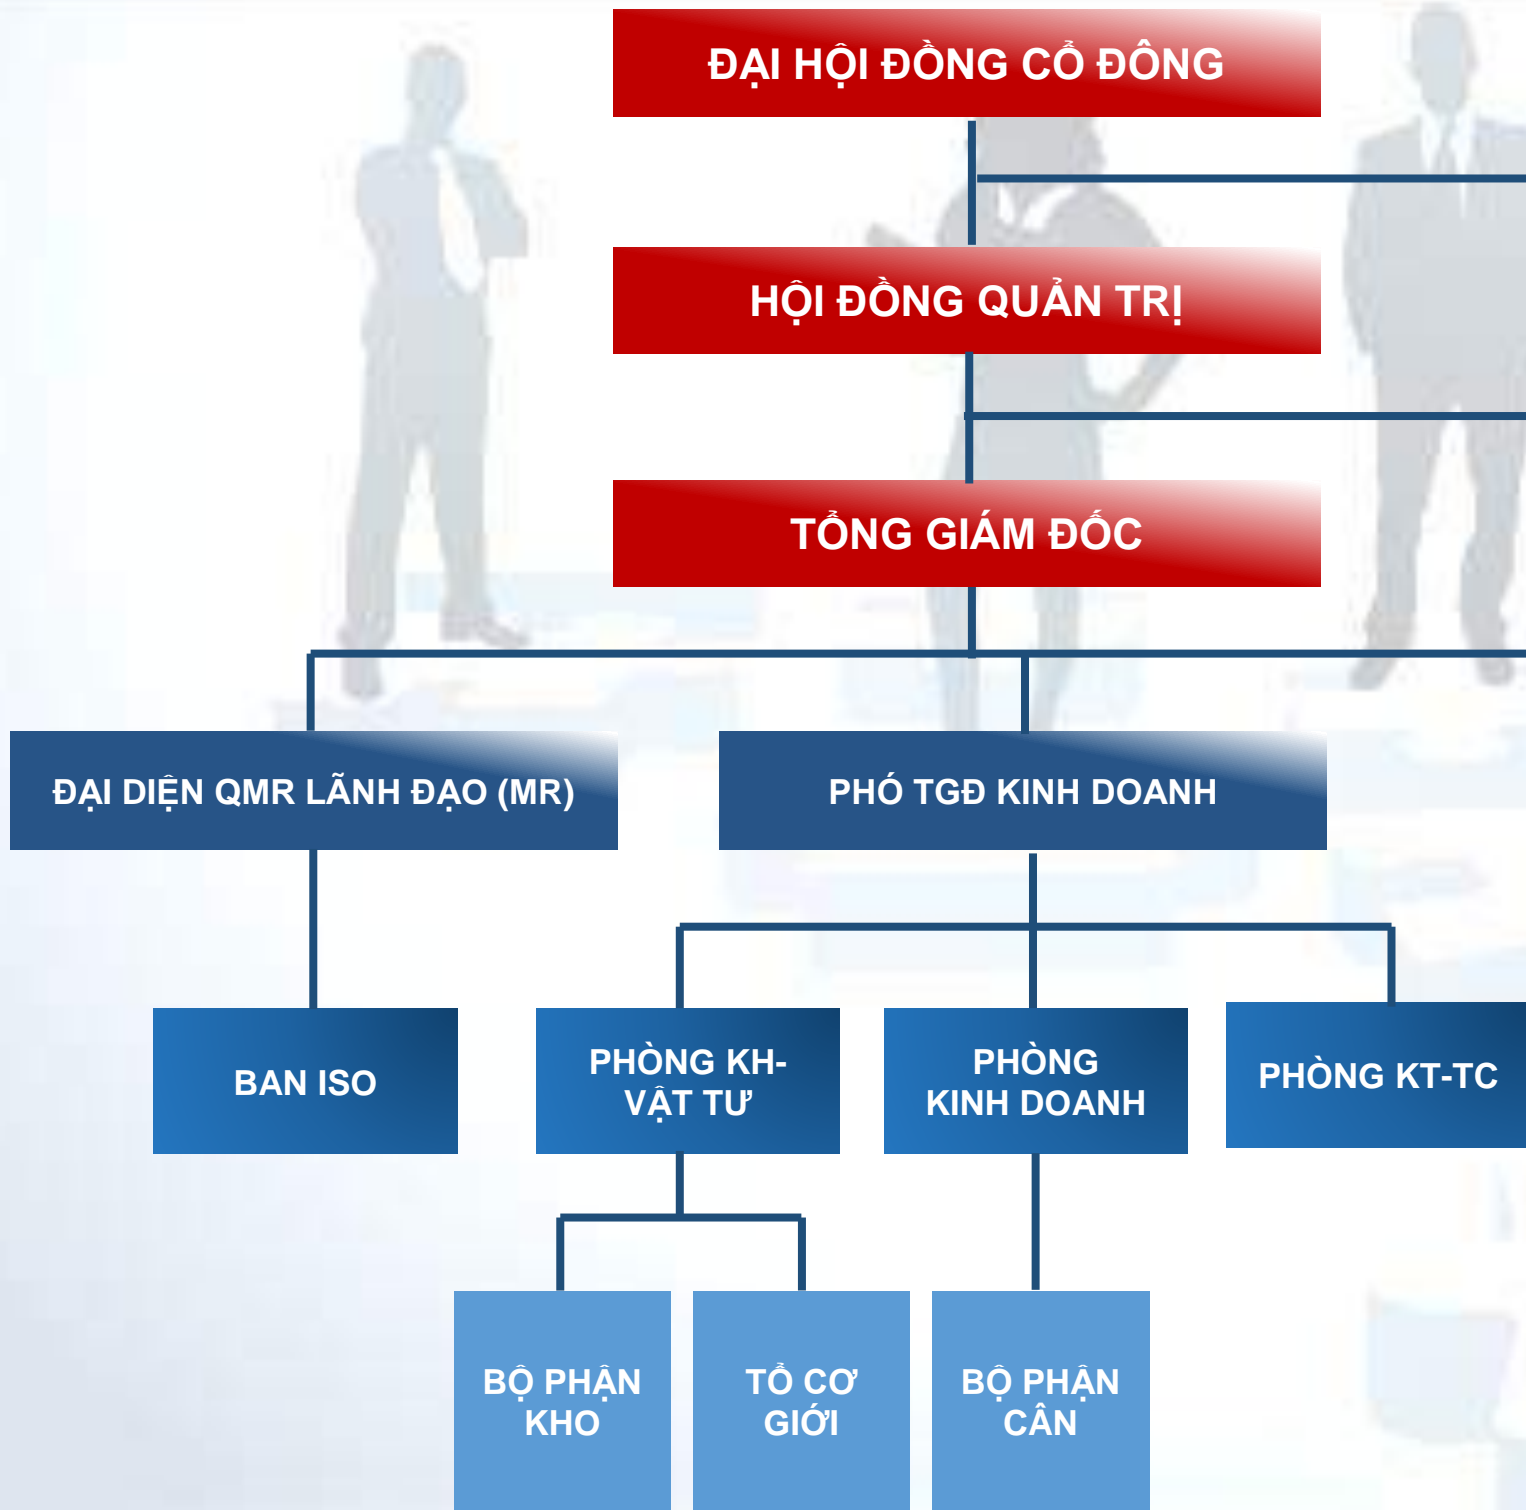 ĐẠI HỘI ĐỒNG CỔ ĐÔNG
HỘI ĐỒNG QUẢN TRỊ
TỔNG GIÁM ĐỐC
ĐẠI DIỆN QMR LÃNH ĐẠO (MR)
PHÓ TGĐ KINH DOANH
BAN ISO
PHÒNG KH-
VẬT TƯ
PHÒNG
KINH DOANH
PHÒNG KT-TC
BỘ PHẬN
KHO
TỔ CƠ
GIỚI
BỘ PHẬN
CÂN